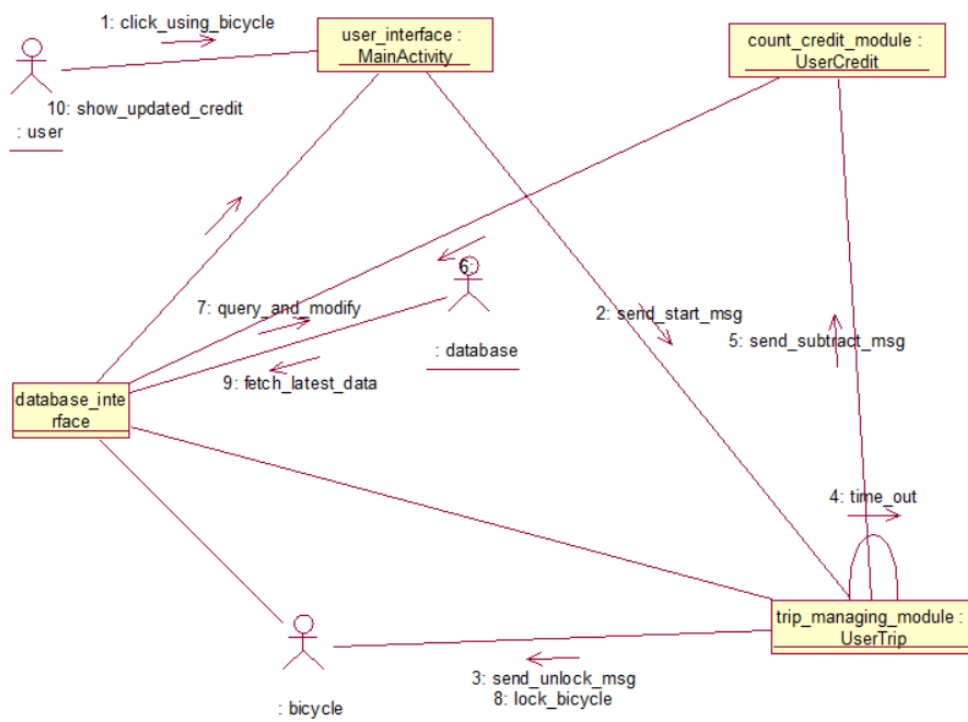 1: click_using_bicycle
user_interface :
MainActivity
count_credit_module :
UserCredit
10: show_updated_credit
: user
6:
7: query_and_modify
2: send_start_msg
: database
5: send_subtract_msg
9: fetch_latest_data
database_inte
rface
4: time_out
trip_managing_module :
UserTrip
3: send_unlock_msg
8: lock_bicycle
: bicycle